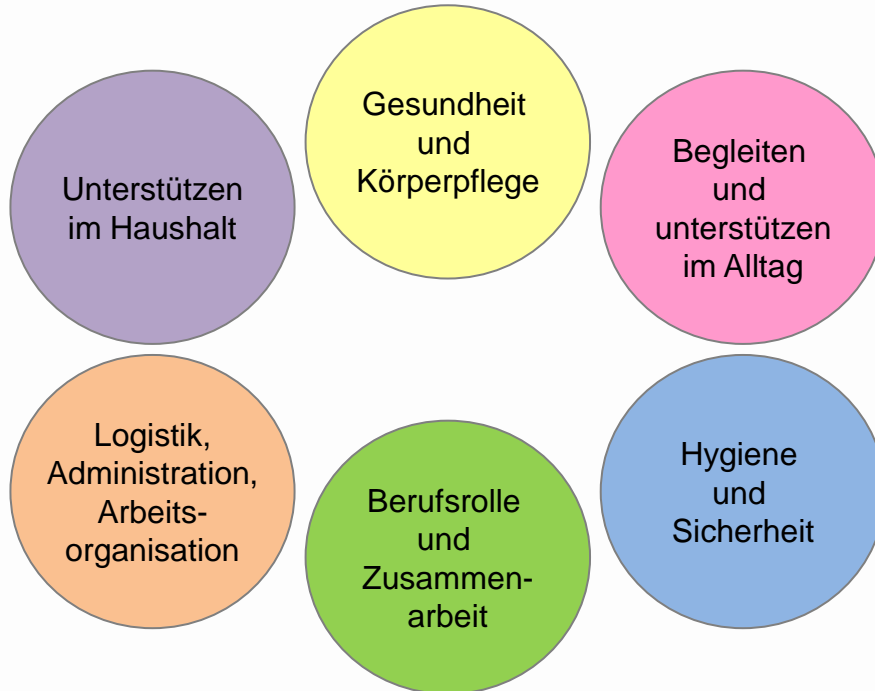 Gesundheit
und
Körperpflege
Unterstützen
im Haushalt
Begleiten
und
unterstützen
im Alltag
Logistik,
Administration,
Arbeits-
organisation
Berufsrolle
und
Zusammen-
arbeit
Hygiene
und
Sicherheit